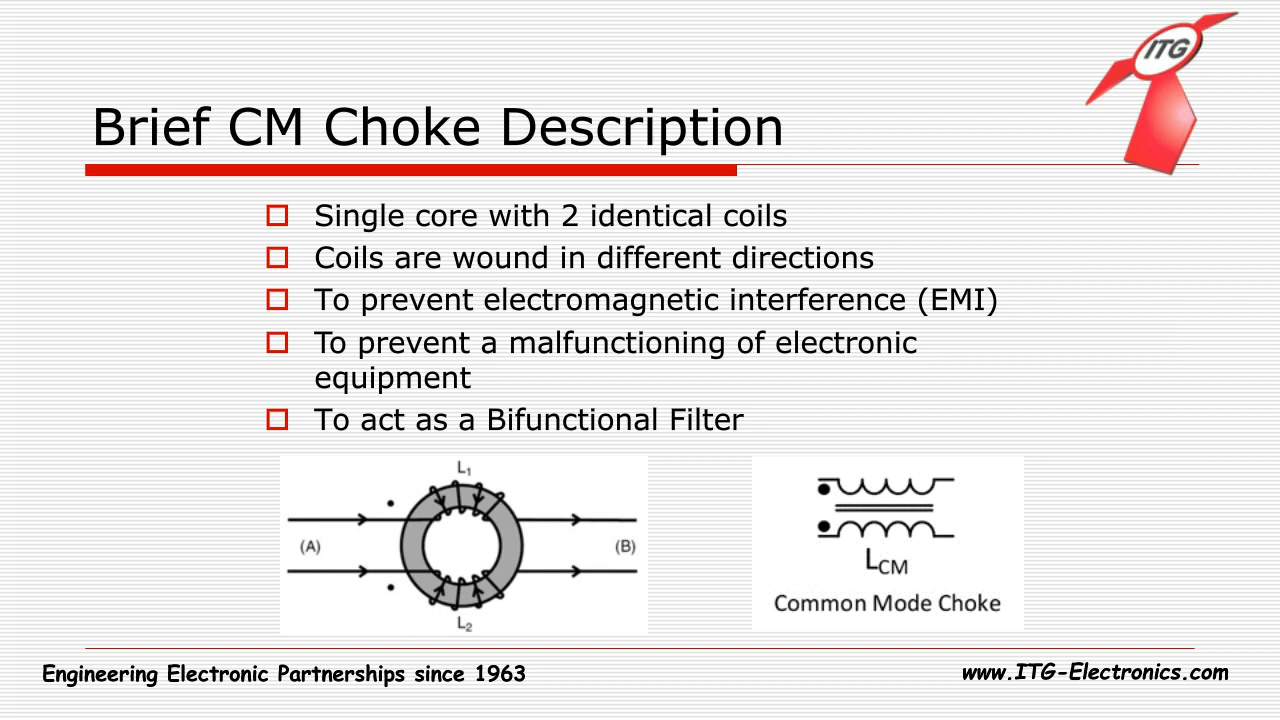 ITG
Brief CM Choke Description
Single core with 2 identical coils
Coils are wound in different directions
To prevent electromagnetic interference (EMI)
To prevent a malfunctioning of electronic
equipment
To act as a Bifunctional Filter
L₁
(A)
(B)
L₂
LCM
Common Mode Choke
Engineering Electronic Partnerships since 1963
www.ITG-Electronics.com